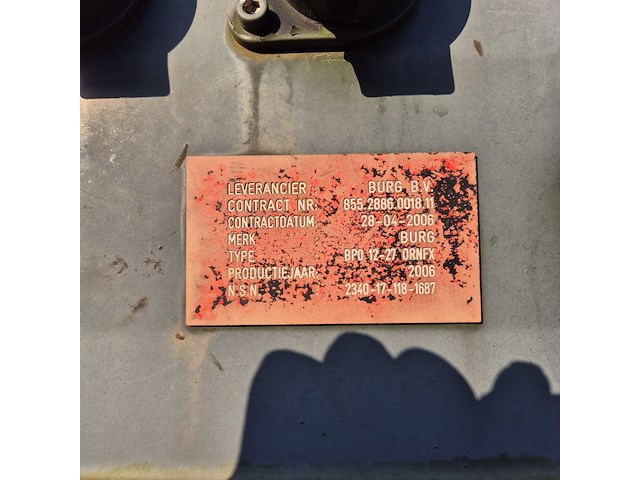 LEVERANCIER : BURG B.V.
CONTRACT NR: 855.2886.0018.11
CONTRACTDATUM: 28-04-2006
MERK : BURG
TYPE : BPO 12-27 ORNFX
PRODUCTIEJAAR: 2006
N.S.N. : 2340-17-118-1687